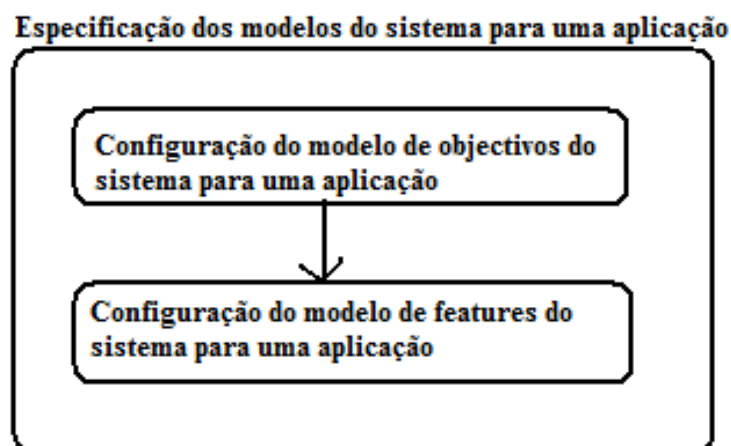 Especificação dos modelos do sistema para uma aplicação
Configuração do modelo de objectivos do
sistema para uma aplicação
Configuração do modelo de features do
sistema para uma aplicação